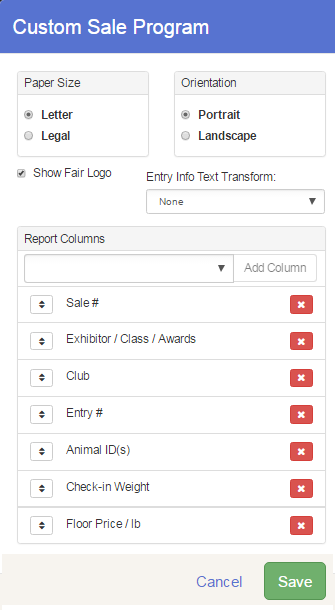 Custom Sale Program
Paper Size
Letter
Legal
Orientation
Portrait
Landscape
Show Fair Logo
Entry Info Text Transform:
None
Report Columns
Add Column
Sale #
Exhibitor / Class / Awards
Club
Entry #
Animal ID(s)
Check-in Weight
Floor Price / lb
Cancel
Save